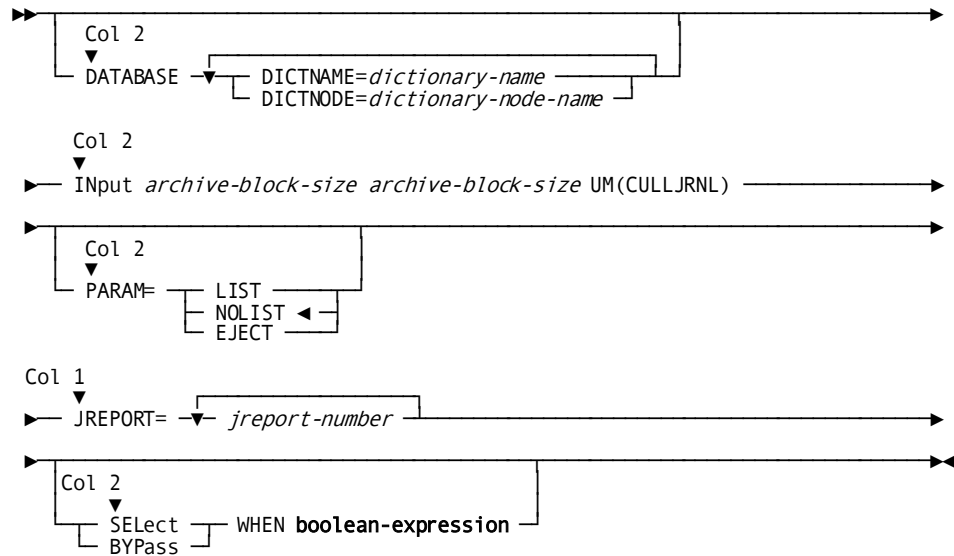 Col 2
DATABASE DICTNAME=dictionary-name
DICTNODE=dictionary-node-name
Col 2
INput archive-block-size archive-block-size UM(CULLJRNL)
Col 2
PARAM= LIST
NOLIST
EJECT
Col 1
JREPORT= jreport-number
Col 2
SELect WHEN boolean-expression
BYPass